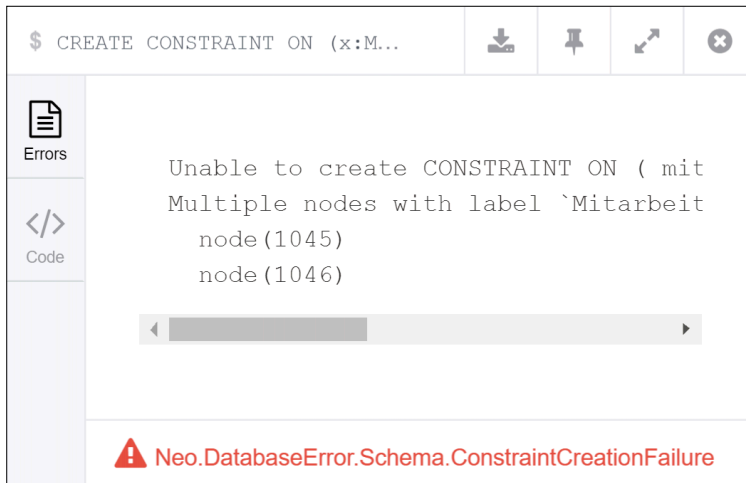 $ CREATE CONSTRAINT ON (x:M...
Errors
Code
Unable to create CONSTRAINT ON ( mit
Multiple nodes with label `Mitarbeit
node(1045)
node(1046)
Neo.DatabaseError.Schema.ConstraintCreationFailure